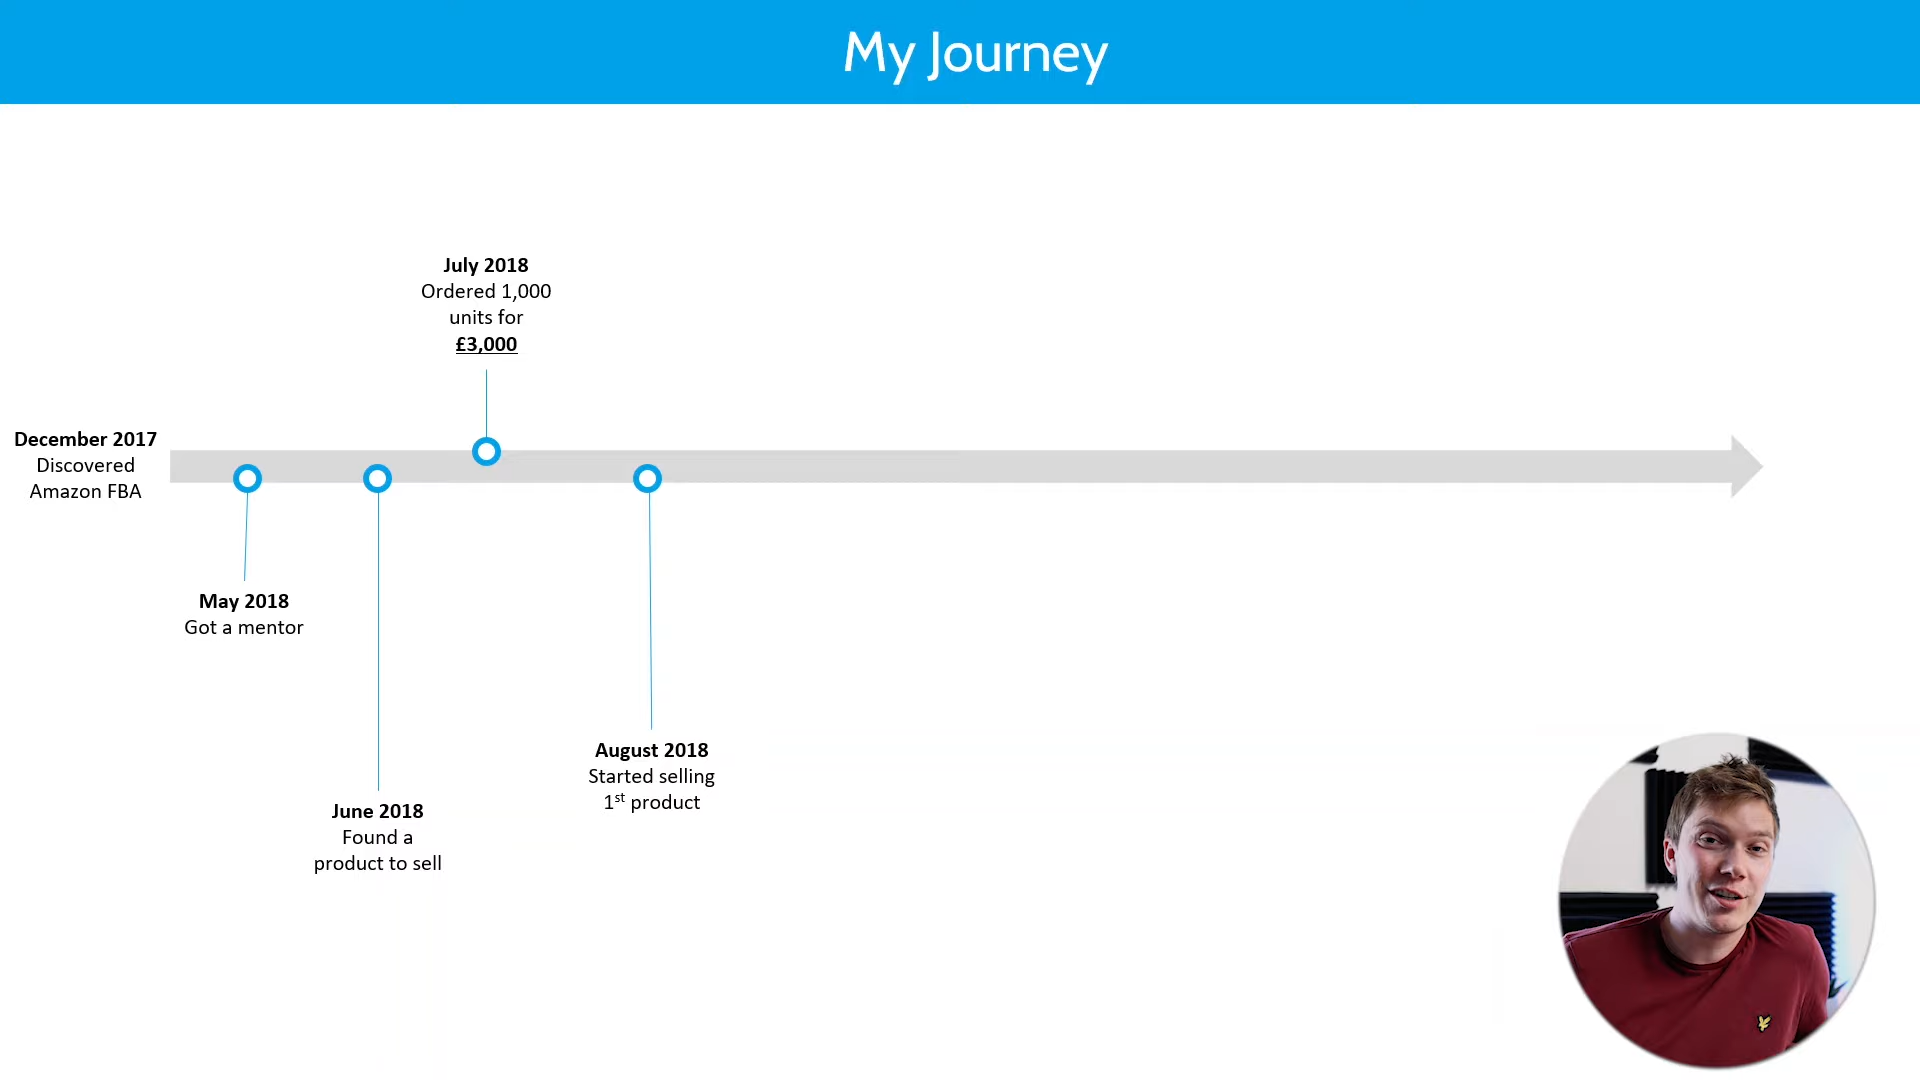 My Journey
July 2018
Ordered 1,000
units for
£3,000
December 2017
Discovered
Amazon FBA
May 2018
Got a mentor
August 2018
Started selling
1st product
June 2018
Found a
product to sell